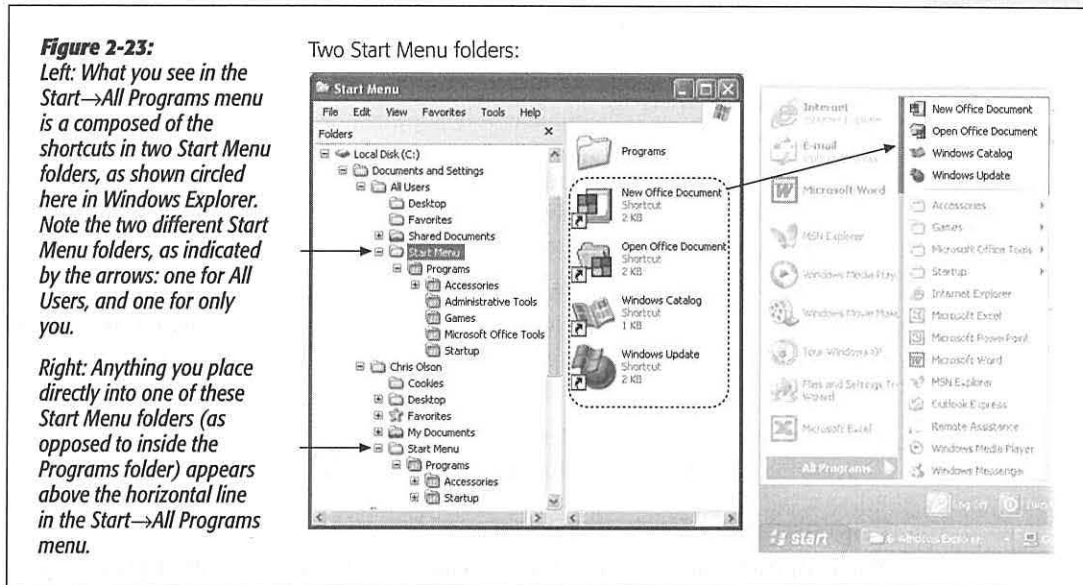 Figure 2-23:
Left: What you see in the
Start→All Programs menu
is a composed of the
shortcuts in two Start Menu
folders, as shown circled
here in Windows Explorer.
Note the two different Start
Menu folders, as indicated
by the arrows: one for All
Users, and one for only
you.
Right: Anything you place
directly into one of these
Start Menu folders (as
opposed to inside the
Programs folder) appears
above the horizontal line
in the Start→All Programs
menu.
Two Start Menu folders:
Start Menu
File Edit View Favorites Tools Help
Folders
Local Disk (C:)
Documents and Settings
All Users
Desktop
Favorites
Shared Documents
Start Menu
Programs
Accessories
Administrative Tools
Games
Microsoft Office Tools
Startup
Chris Olson
Cookies
Desktop
Favorites
My Documents
Start Menu
Programs
Accessories
Startup
Programs
New Office Document
Shortcut
2 KB
Open Office Document
Shortcut
2 KB
Windows Catalog
Shortcut
1 KB
Windows Update
Shortcut
2 KB
Internet
E-mail
Microsoft Word
MSN Explorer
Windows Media Play
Windows Movie Make
Tour Windows XP
Files and Settings Tr
Wizard
Microsoft Excel
All Programs
New Office Document
Open Office Document
Windows Catalog
Windows Update
Accessories
Games
Microsoft Office Tools
Startup
Internet Explorer
Microsoft Excel
Microsoft PowerPoint
Microsoft Word
MSN Explorer
Outlook Express
Remote Assistance
Windows Media Player
Windows Messenger
Log Off
start
6 Windows Explorer